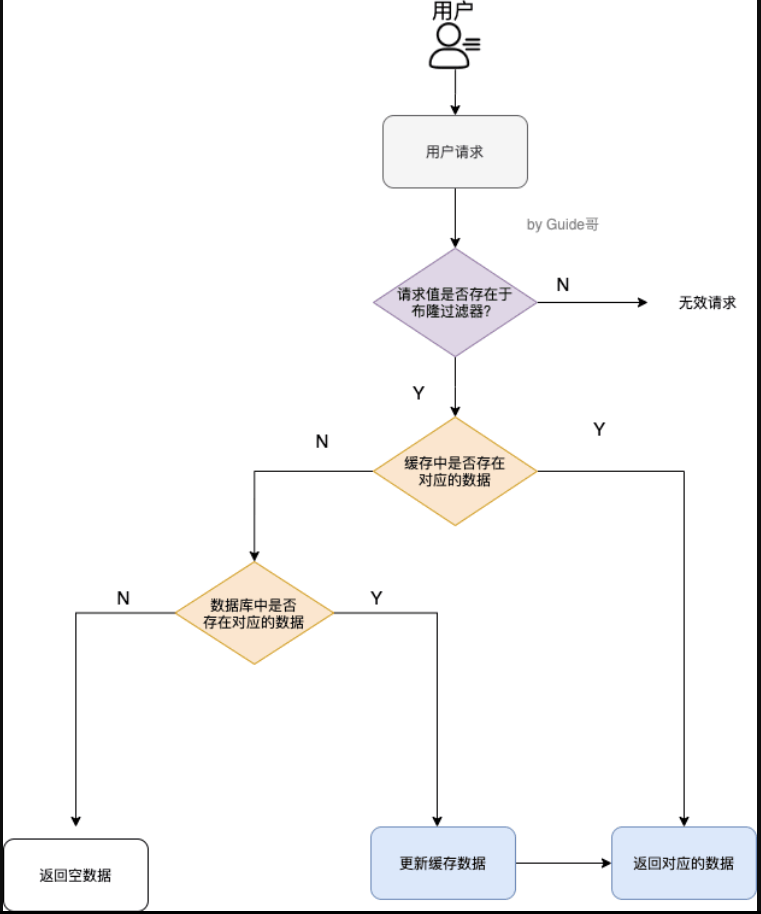 用户
用户请求
by Guide哥
请求值是否存在于
布隆过滤器?
N
无效请求
Y
N
Y
缓存中是否存在
对应的数据
N
数据库中是否
存在对应的数据
Y
返回空数据
更新缓存数据
返回对应的数据